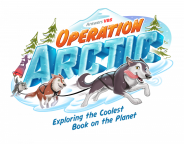 OPERATION
ARCTIC
Exploring the Coolest
Book on the Planet